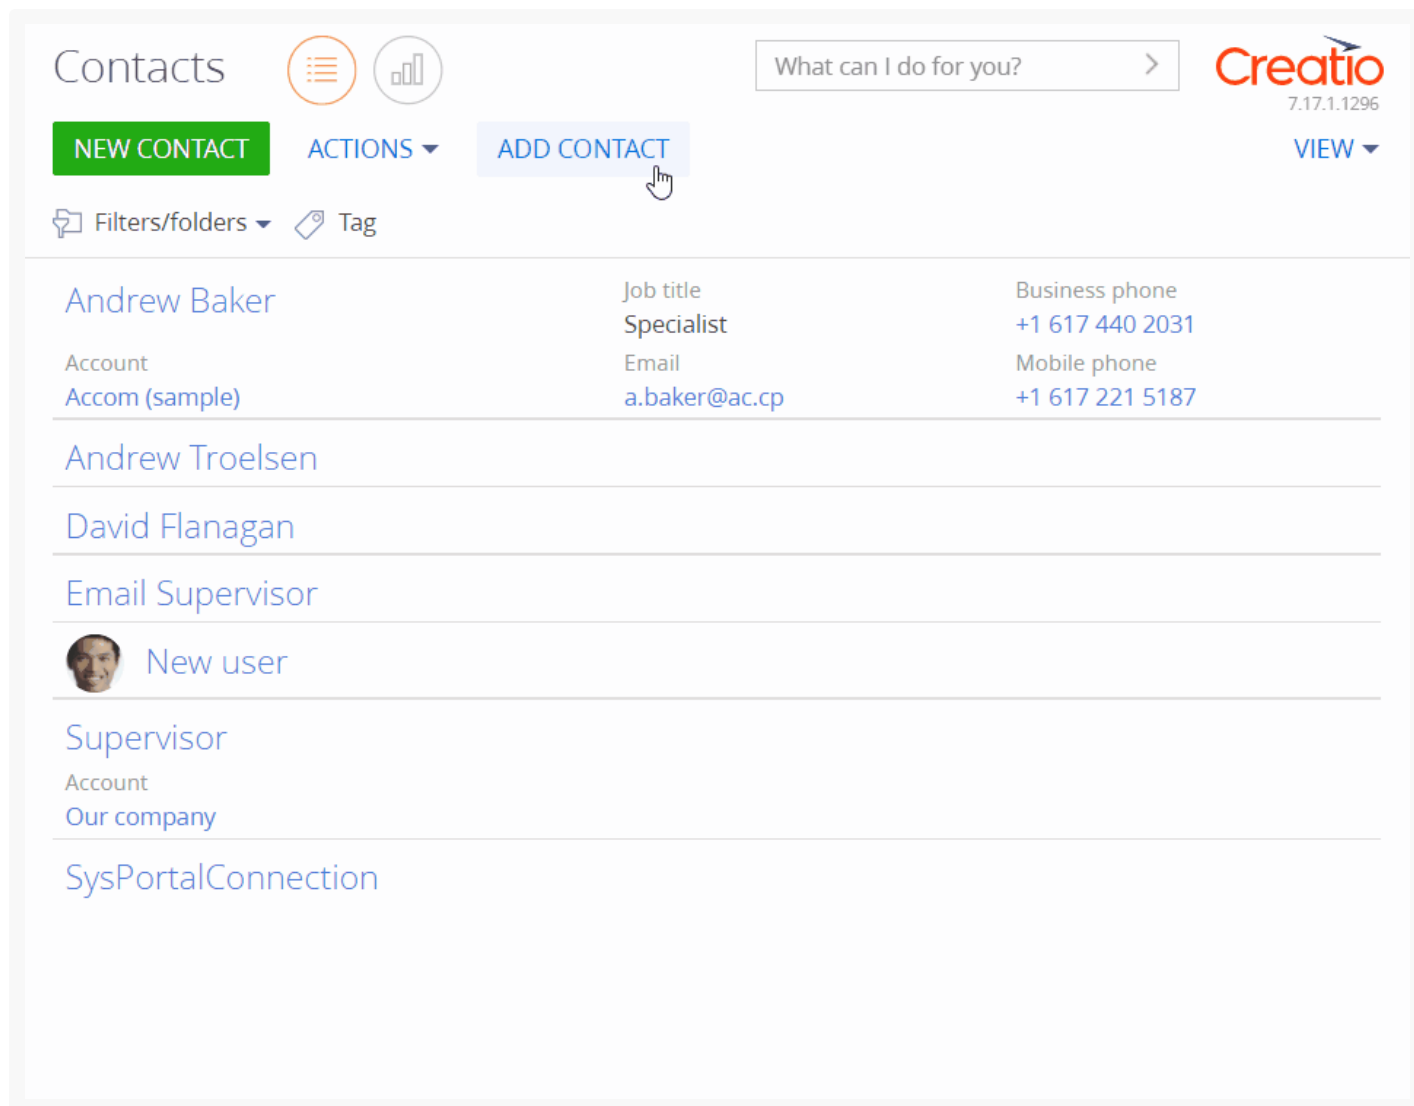 Contacts
What can I do for you?
Creatio
7.17.1.1296
NEW CONTACT
ACTIONS
ADD CONTACT
VIEW
Filters/folders
Tag
Andrew Baker
Job title
Business phone
Specialist
+1 617 440 2031
Account
Email
Mobile phone
Accom (sample)
a.baker@ac.cp
+1 617 221 5187
Andrew Troelsen
David Flanagan
Email Supervisor
New user
Supervisor
Account
Our company
SysPortalConnection